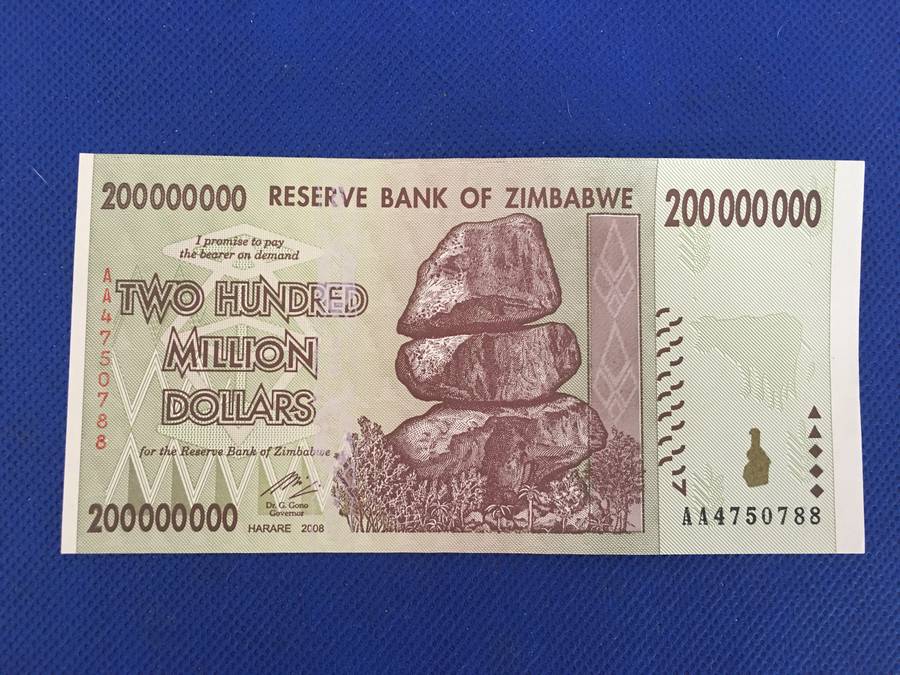 200000000 RESERVE BANK OF ZIMBABWE 200000000
I promise to pay
the bearer on demand
TWO HUNDRED
MILLION
DOLLARS
for the Reserve Bank of Zimbabwe
Dr. G. Gono
Governor
200000000
HARARE 2008
AA4750788
AA4750788